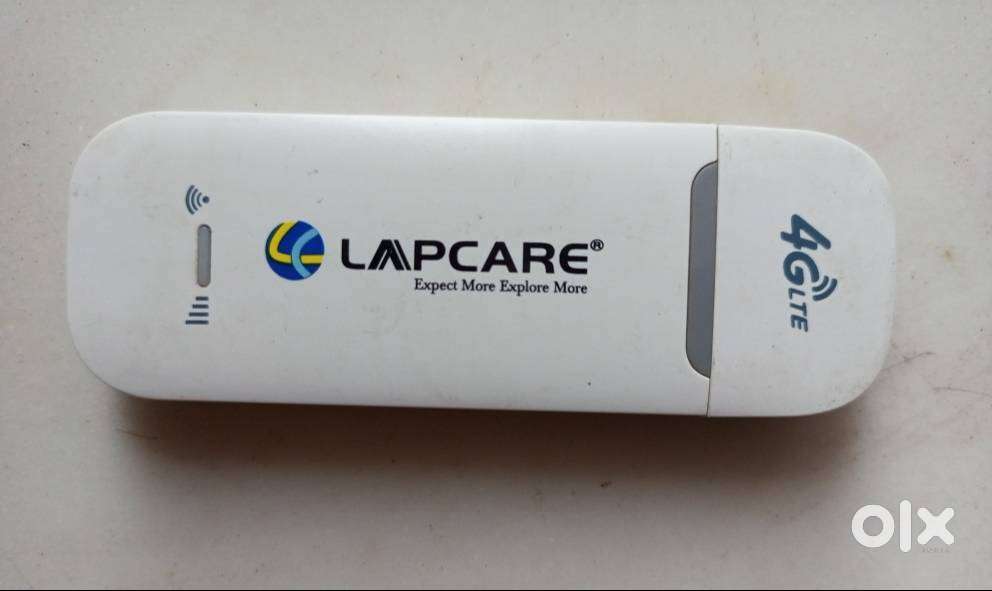 LAPCARE®
Expect More Explore More
4G LTE
olx